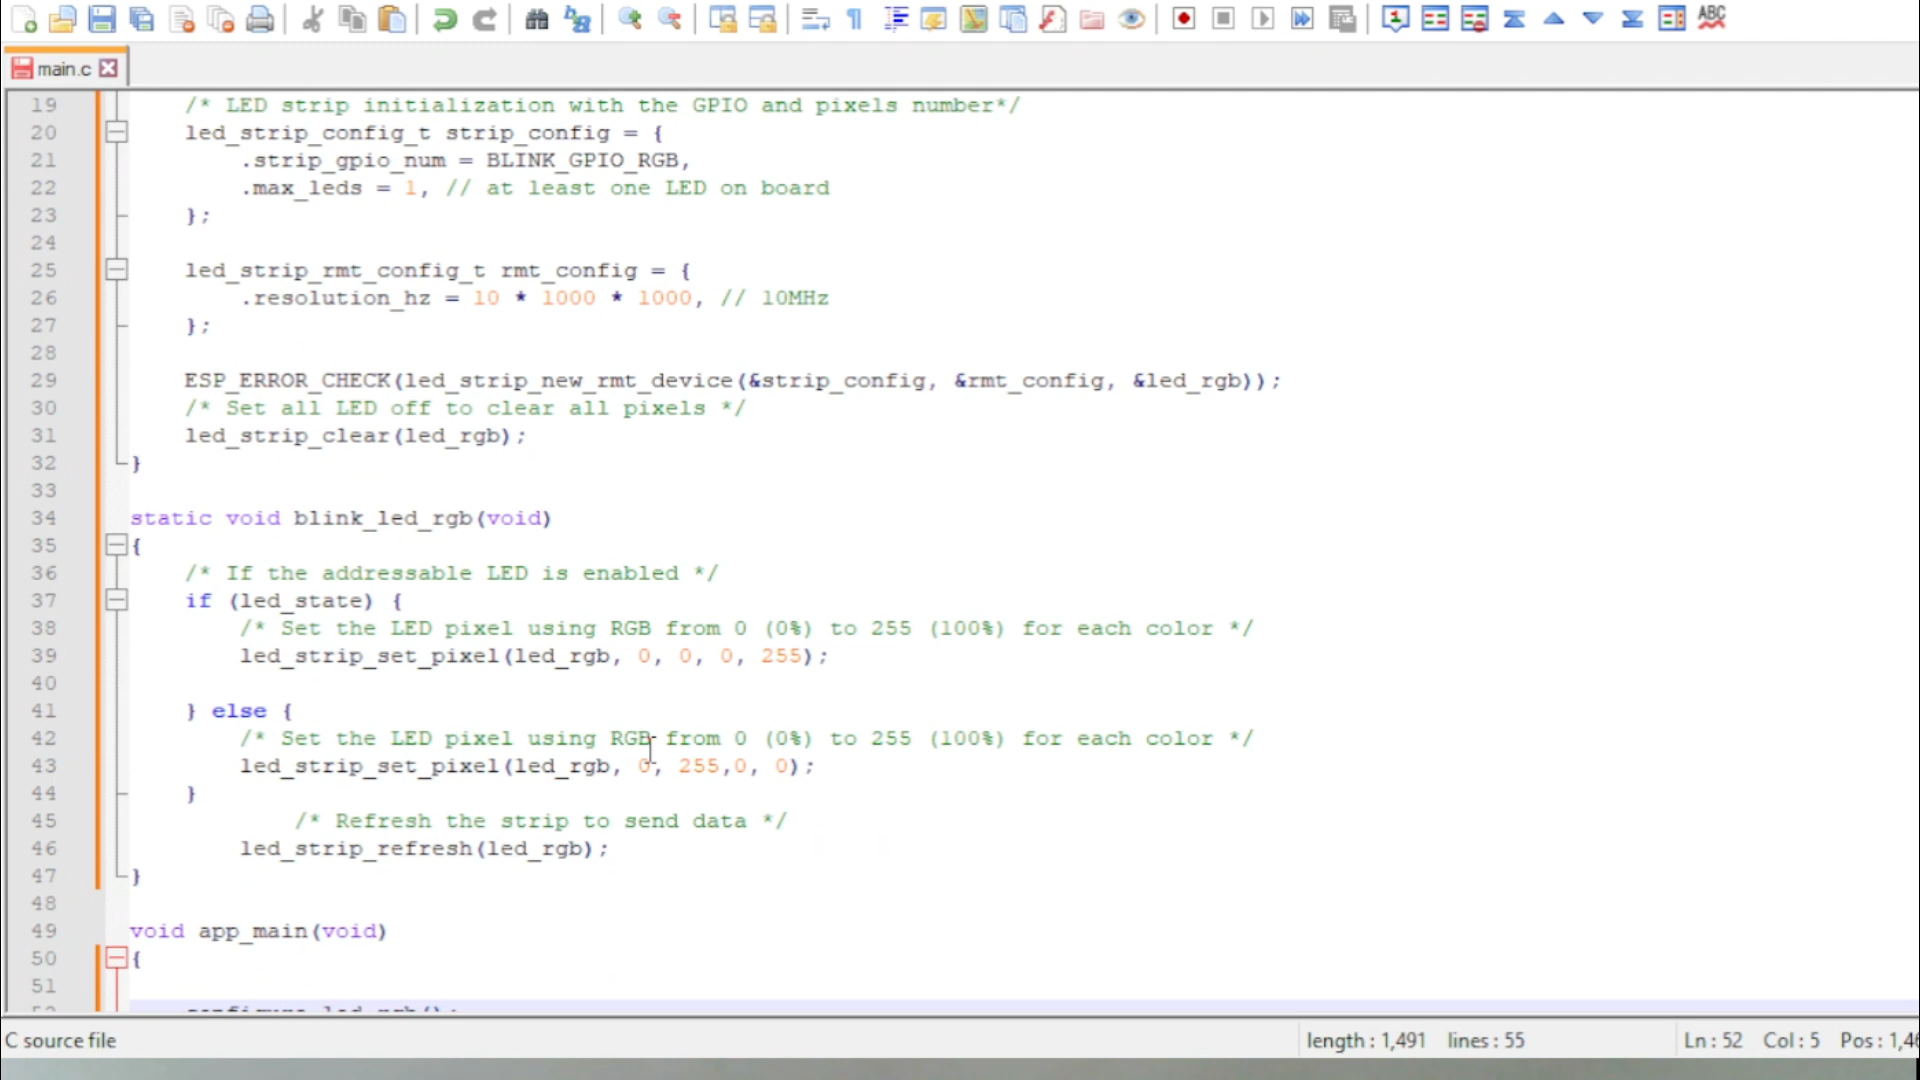 ABC
main.c
19 /* LED strip initialization with the GPIO and pixels number*/
20 led_strip_config_t strip_config = {
21 .strip_gpio_num = BLINK_GPIO_RGB,
22 .max_leds = 1, // at least one LED on board
23 };
24
25 led_strip_rmt_config_t rmt_config = {
26 .resolution_hz = 10 * 1000 * 1000, // 10MHz
27 };
28
29 ESP_ERROR_CHECK(led_strip_new_rmt_device(&strip_config, &rmt_config, &led_rgb));
30 /* Set all LED off to clear all pixels */
31 led_strip_clear(led_rgb);
32 }
33
34 static void blink_led_rgb(void)
35 {
36 /* If the addressable LED is enabled */
37 if (led_state) {
38 /* Set the LED pixel using RGB from 0 (0%) to 255 (100%) for each color */
39 led_strip_set_pixel(led_rgb, 0, 0, 0, 255);
40
41 } else {
42 /* Set the LED pixel using RGB from 0 (0%) to 255 (100%) for each color */
43 led_strip_set_pixel(led_rgb, 0, 255,0, 0);
44 }
45 /* Refresh the strip to send data */
46 led_strip_refresh(led_rgb);
47 }
48
49 void app_main(void)
50 {
51
C source file length : 1,491 lines : 55 Ln : 52 Col : 5 Pos : 1,46